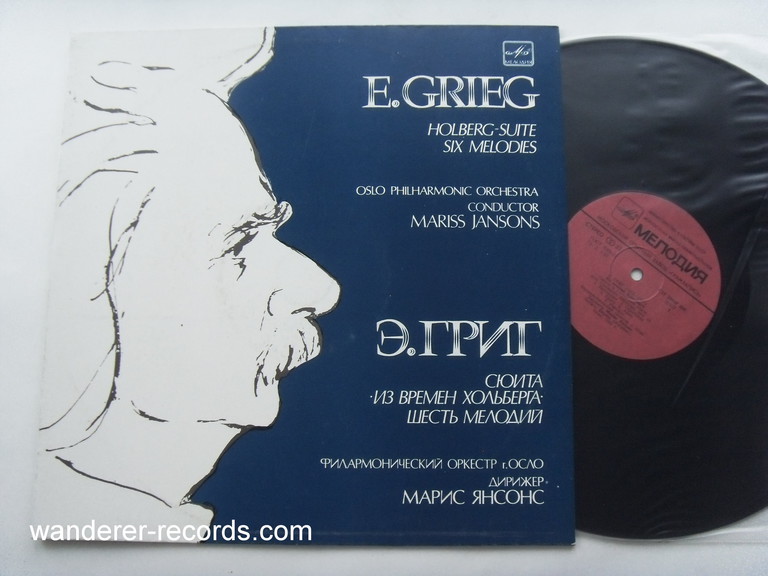 МЕЛОДИЯ
E.GRIEG
HOLBERG-SUITE
SIX MELODIES
OSLO PHILHARMONIC ORCHESTRA
CONDUCTOR
MARISS JANSONS
Э.ГРИГ
СЮИТА
·ИЗ ВРЕМЕН ХОЛЬБЕРГА·
ШЕСТЬ МЕЛОДИЙ
ФИЛАРМОНИЧЕСКИЙ ОРКЕСТР г.ОСЛО
ДИРИЖЕР
МАРИС ЯНСОНС
МЕЛОДИЯ
wanderer-records.com